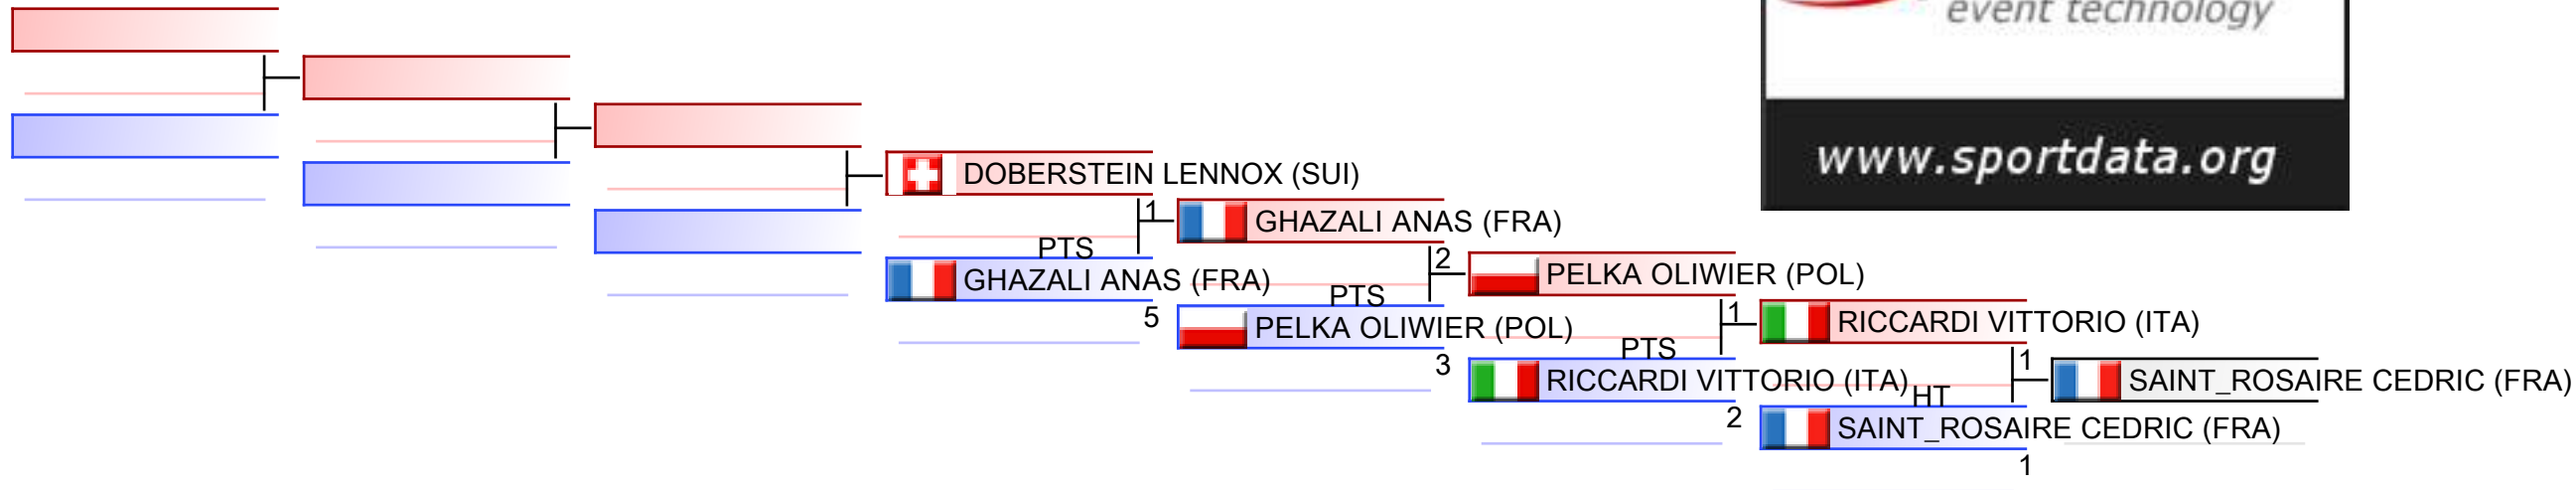 event technology
www.sportdata.org
DOBERSTEIN LENNOX (SUI)
1
GHAZALI ANAS (FRA)
PTS
GHAZALI ANAS (FRA)
5
2
PELKA OLIWIER (POL)
PTS
PELKA OLIWIER (POL)
3
1
RICCARDI VITTORIO (ITA)
PTS
RICCARDI VITTORIO (ITA)
2
1
SAINT_ROSAIRE CEDRIC (FRA)
HT
SAINT_ROSAIRE CEDRIC (FRA)
1